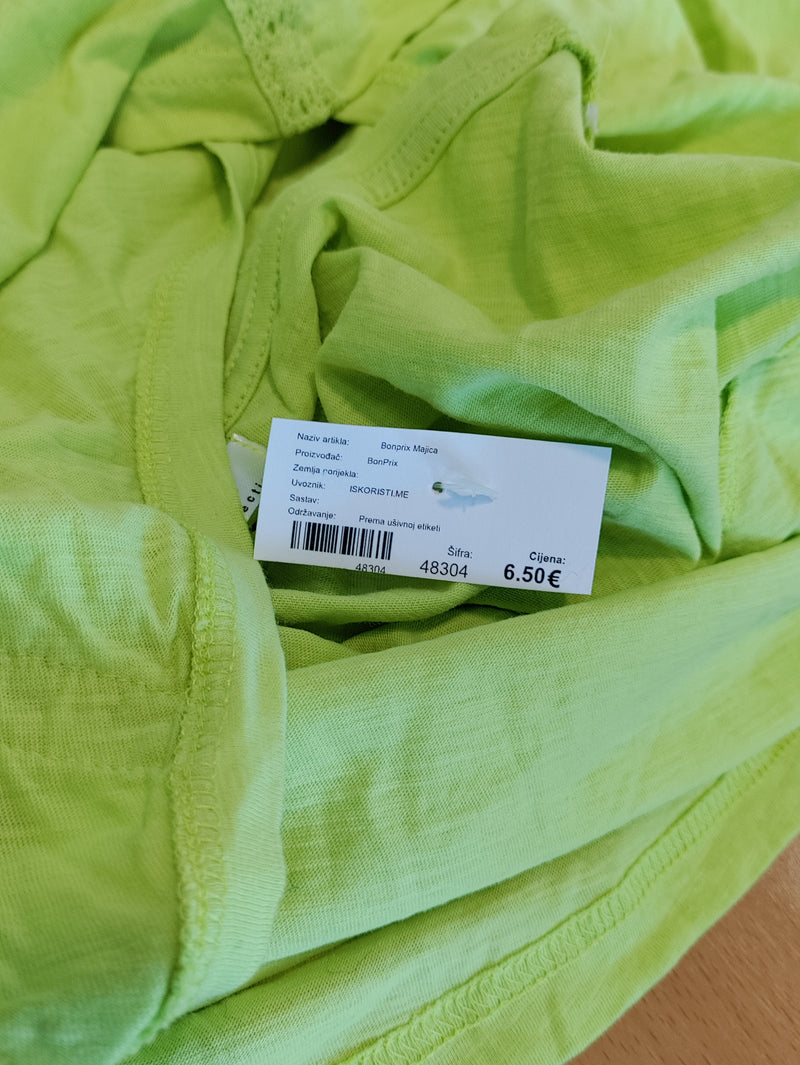 Naziv artikla: Bonprix Majica
Proizvođač: BonPrix
Zemlja porijekla:
Uvoznik: ISKORISTI.ME
Sastav:
Održavanje: Prema ušivnoj etiketi
Šifra: Cijena:
48304 48304 6.50€
ecti